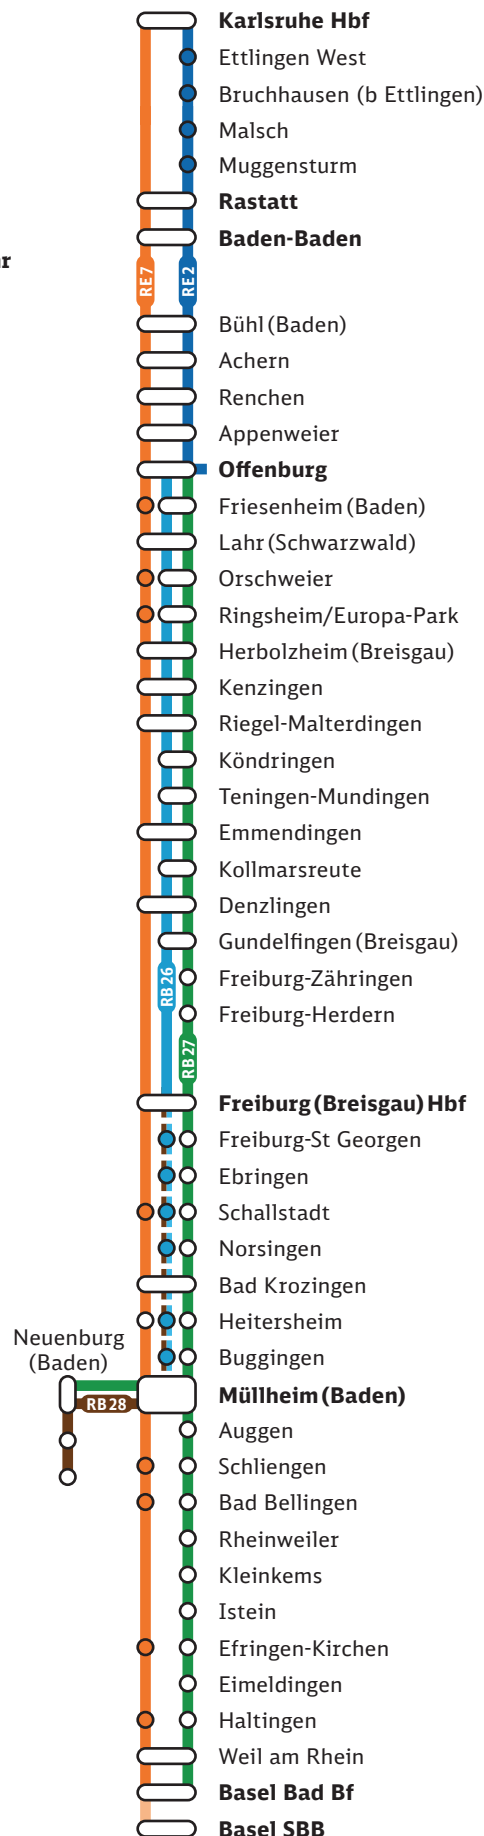 Karlsruhe Hbf
Ettlingen West
Bruchhausen (b Ettlingen)
Malsch
Muggensturm
Rastatt
Baden-Baden
r
RE 7
RE 2
Bühl (Baden)
Achern
Renchen
Appenweier
Offenburg
Friesenheim (Baden)
Lahr (Schwarzwald)
Orschweier
Ringsheim/Europa-Park
Herbolzheim (Breisgau)
Kenzingen
Riegel-Malterdingen
Köndringen
Teningen-Mundingen
Emmendingen
Kollmarsreute
Denzlingen
Gundelfingen (Breisgau)
RB 26
Freiburg-Zähringen
Freiburg-Herdern
RB 27
Freiburg (Breisgau) Hbf
Freiburg-St Georgen
Ebringen
Schallstadt
Norsingen
Bad Krozingen
Heitersheim
Neuenburg
(Baden)
Buggingen
RB 28
Müllheim (Baden)
Auggen
Schliengen
Bad Bellingen
Rheinweiler
Kleinkems
Istein
Efringen-Kirchen
Eimeldingen
Haltingen
Weil am Rhein
Basel Bad Bf
Basel SBB